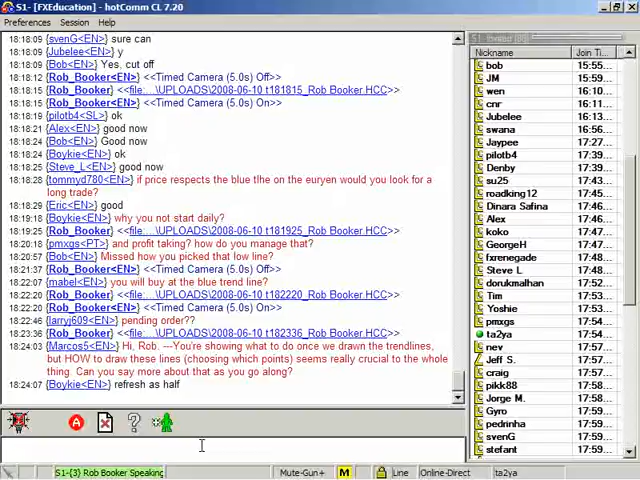 S1- [FXEducation] - hotComm CL 7.20
Preferences Session Help
18:18:09 {svenG<EN>} sure can
18:18:09 {Jubelee<EN>} y
18:18:09 {Bob<EN>} Yes, cut off
18:18:12 {Rob_Booker<EN>} <<Timed Camera (5.0s) Off>>
18:18:15 {Rob_Booker<EN>} <<file:...\UPLOADS\2008-06-10 t181815_Rob Booker.HCC>>
18:18:15 {Rob_Booker<EN>} <<Timed Camera (5.0s) On>>
18:18:19 {pilotb4<SL>} ok
18:18:21 {Alex<EN>} good now
18:18:24 {Bob<EN>} Good now
18:18:24 {Boykie<EN>} ok
18:18:25 {Steve_L<EN>} good now
18:18:28 {tommyd780<EN>} if price respects the blue tlhe on the euryen would you look for a
long trade?
18:18:29 {Eric<EN>} good
18:19:18 {Boykie<EN>} why you not start daily?
18:19:25 {Rob_Booker<EN>} <<file:...\UPLOADS\2008-06-10 t181925_Rob Booker.HCC>>
18:20:18 {pmxgs<PT>} and profit taking? how do you manage that?
18:20:57 {Bob<EN>} Missed how you picked that low line?
18:21:37 {Rob_Booker<EN>} <<Timed Camera (5.0s) Off>>
18:22:07 {mabel<EN>} you will buy at the blue trend line?
18:22:20 {Rob_Booker<EN>} <<file:...\UPLOADS\2008-06-10 t182220_Rob Booker.HCC>>
18:22:20 {Rob_Booker<EN>} <<Timed Camera (5.0s) On>>
18:22:46 {larryj609<EN>} pending order??
18:23:36 {Rob_Booker<EN>} <<file:...\UPLOADS\2008-06-10 t182336_Rob Booker.HCC>>
18:24:03 {Marcos5<EN>} Hi, Rob. ---You're showing what to do once we drawn the trendlines,
but HOW to draw these lines (choosing which points) seems really crucial to the whole
thing. Can you say more about that as you go along?
18:24:07 {Boykie<EN>} refresh as half
Nickname Join Ti...
bob 15:55...
JM 15:59...
wen 16:10...
cnr 16:11...
Jubelee 16:13...
swana 16:56...
Jaypee 17:27...
pilotb4 17:39...
Denby 17:39...
su25 17:43...
roadking12 17:43...
Dinara Safina 17:44...
Alex 17:46...
koko 17:46...
GeorgeH 17:47...
fxrenegade 17:48...
Steve L 17:48...
dorukmalhan 17:52...
Tim 17:53...
Yoshie 17:53...
pmxgs 17:54...
ta2ya 17:54...
nev 17:57...
Jeff S. 17:57...
craig 17:57...
pikk88 17:57...
Jorge M. 17:58...
Gyro 17:59...
pedrinha 17:59...
svenG 17:59...
stefant 17:59...
S1-{3} Rob Booker Speaking
Mute-Gun+ M Line Online-Direct ta2ya